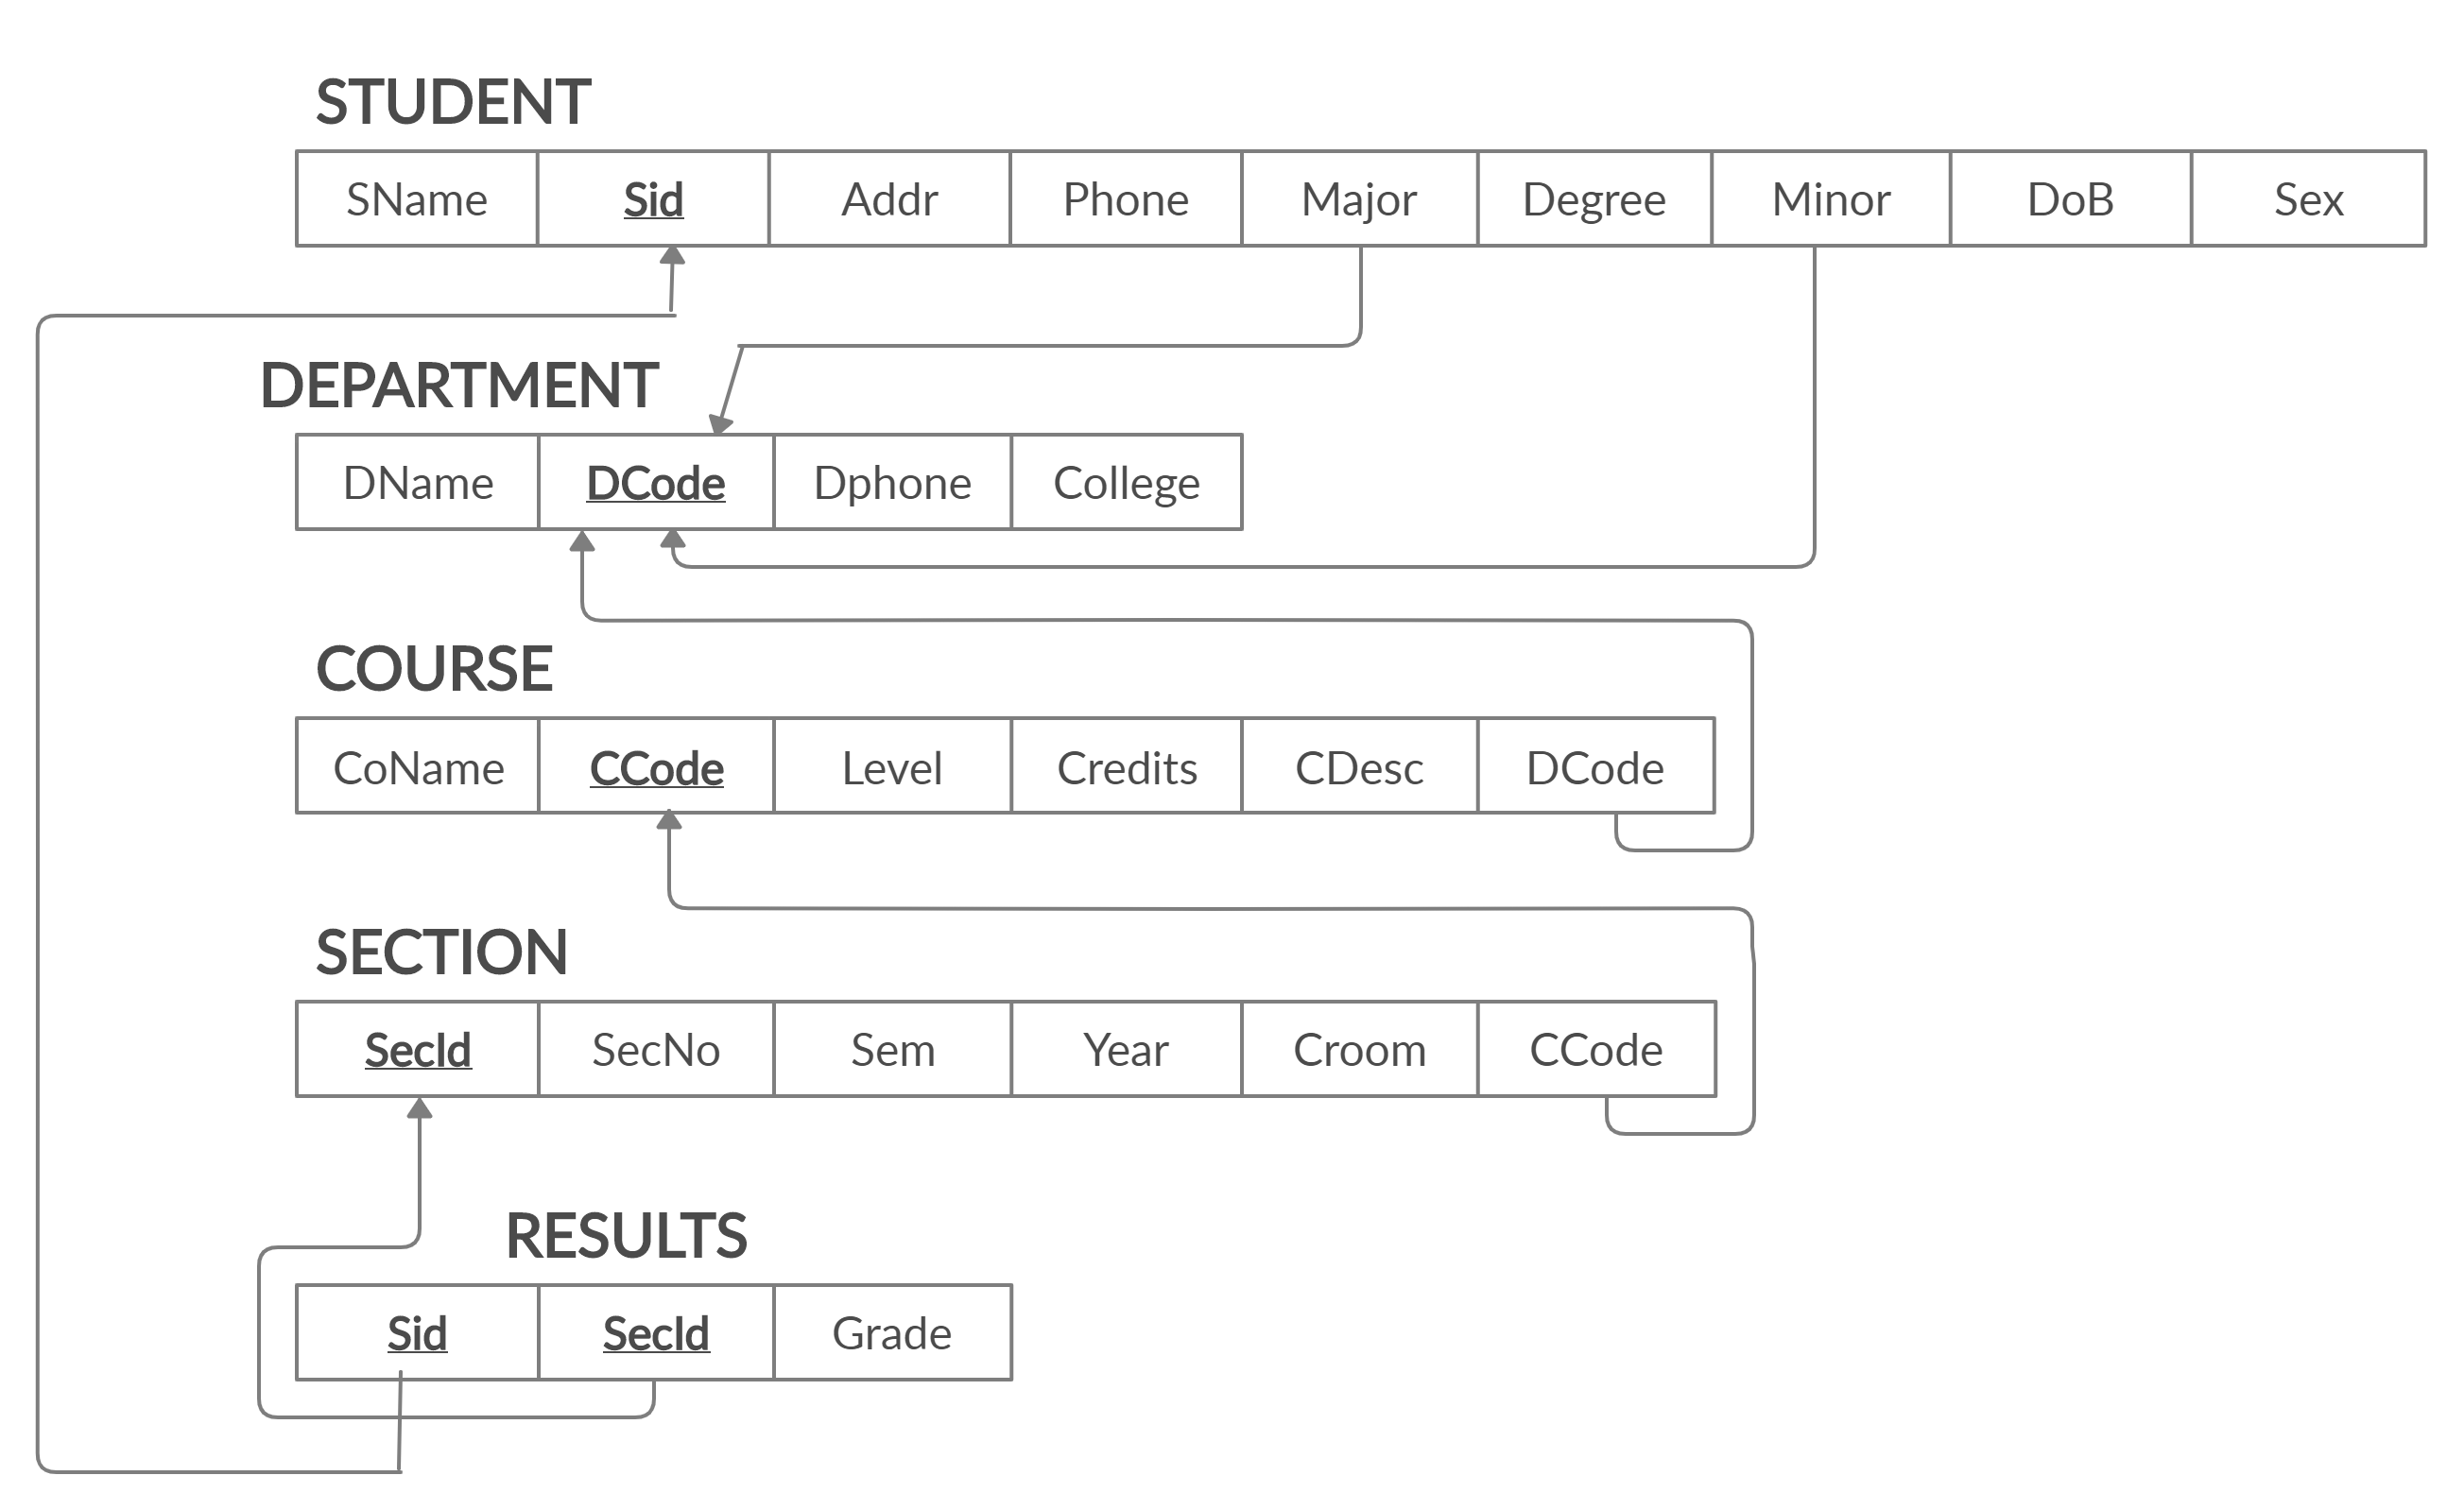 STUDENT
SName Sid Addr Phone Major Degree Minor DoB Sex
DEPARTMENT
DName DCode Dphone College
COURSE
CoName CCode Level Credits CDesc DCode
SECTION
SecId SecNo Sem Year Croom CCode
RESULTS
Sid SecId Grade